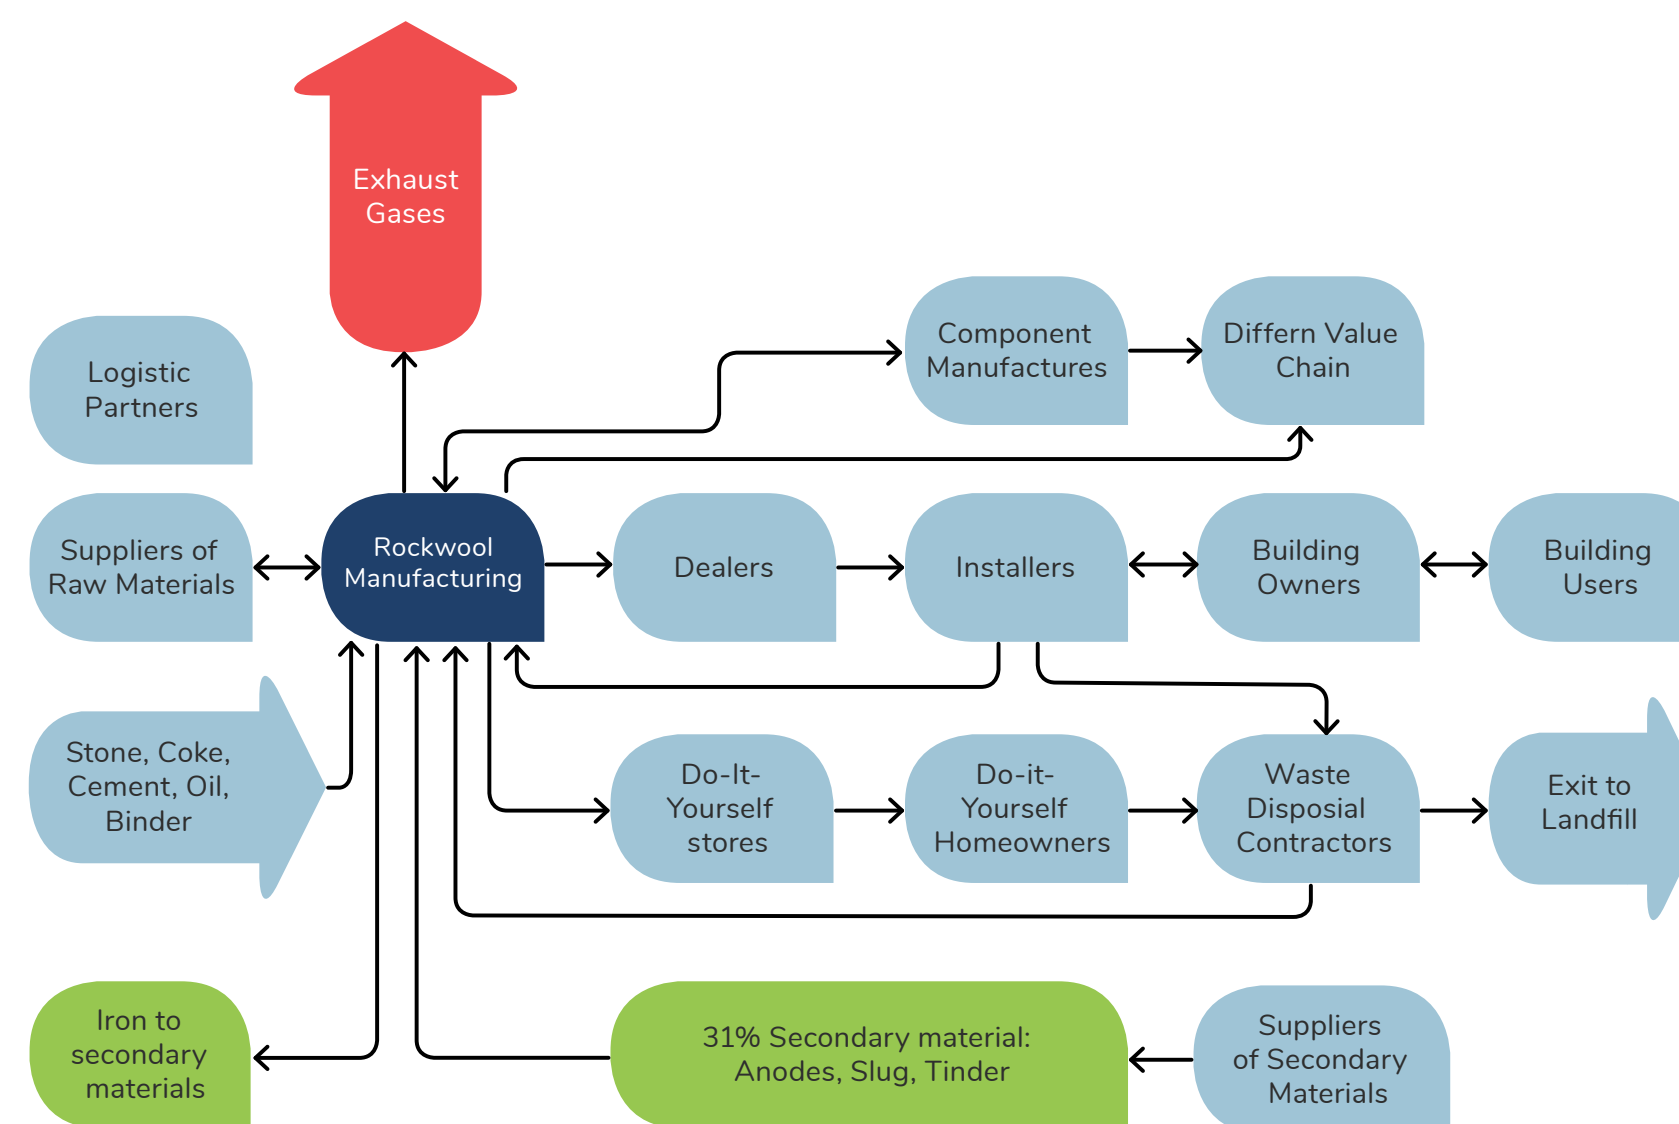 Exhaust
Gases
Component
Manufactures
Differn Value
Chain
Logistic
Partners
Suppliers of
Raw Materials
Rockwool
Manufacturing
Dealers
Installers
Building
Owners
Building
Users
Stone, Coke,
Cement, Oil,
Binder
Do-It-
Yourself
stores
Do-it-
Yourself
Homeowners
Waste
Disposial
Contractors
Exit to
Landfill
Iron to
secondary
materials
31% Secondary material:
Anodes, Slug, Tinder
Suppliers
of Secondary
Materials